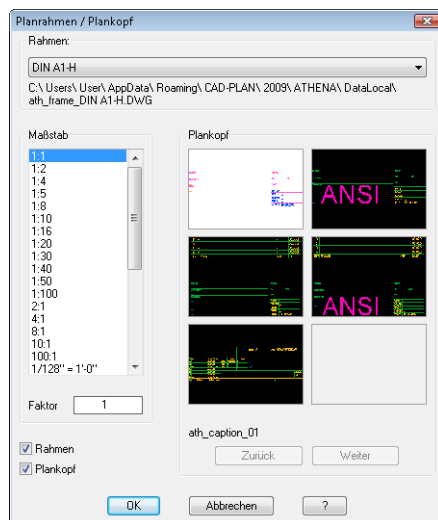 Planrahmen / Plankopf
Rahmen:
DIN A1-H
C:\ Users\ User\ AppData\ Roaming\ CAD-PLAN\ 2009\ ATHENA\ DataLocal\
ath_frame_DIN A1-H.DWG
Maßstab
1:1
1:2
1:4
1:5
1:8
1:10
1:16
1:20
1:30
1:40
1:50
1:100
2:1
4:1
8:1
10:1
100:1
1/128" = 1'-0"
Faktor 1
Plankopf
ANSI
ANSI
ath_caption_01
Zurück Weiter
Rahmen
Plankopf
OK Abbrechen ?